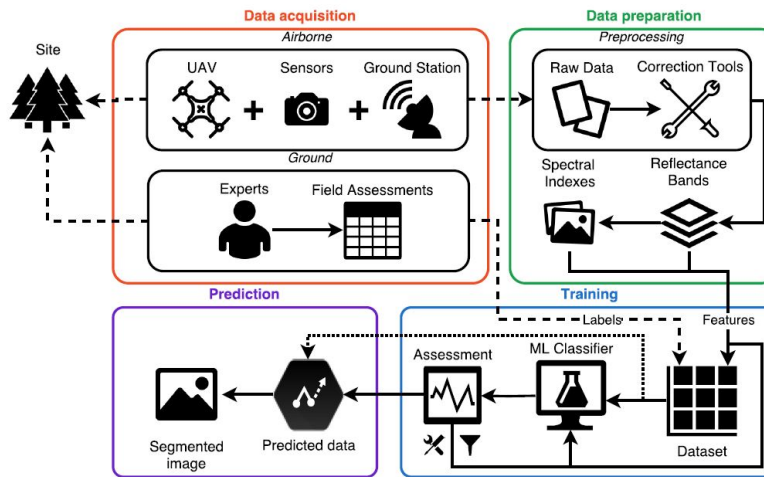 Data acquisition
Data preparation
Site
Airborne
UAV
Sensors
Ground Station
Preprocessing
Raw Data
Correction Tools
Ground
Experts
Field Assessments
Spectral
Indexes
Reflectance
Bands
Prediction
Training
Labels
Features
Assessment
ML Classifier
Segmented
image
Predicted data
Dataset